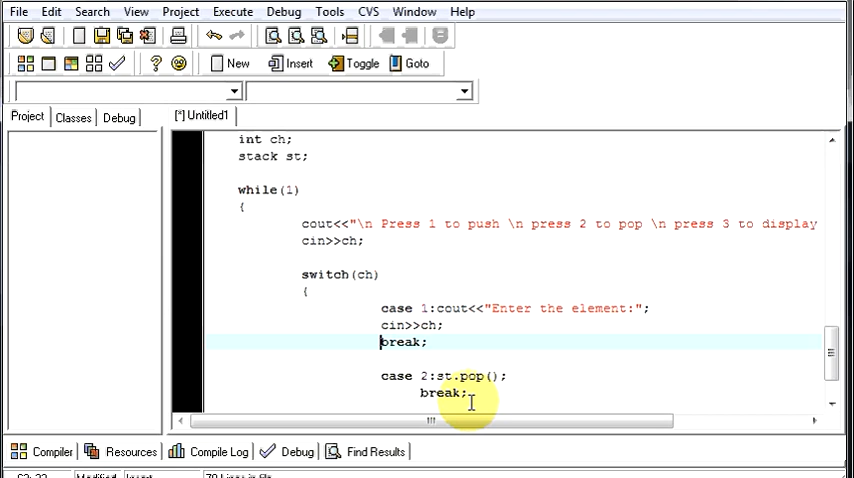 File Edit Search View Project Execute Debug Tools CVS Window Help
New Insert Toggle Goto
Project Classes Debug [*] Untitled1
int ch;
stack st;
while(1)
{
cout<<"\n Press 1 to push \n press 2 to pop \n press 3 to display
cin>>ch;
switch(ch)
{
case 1:cout<<"Enter the element:";
cin>>ch;
break;
case 2:st.pop();
break;
Compiler Resources Compile Log Debug Find Results